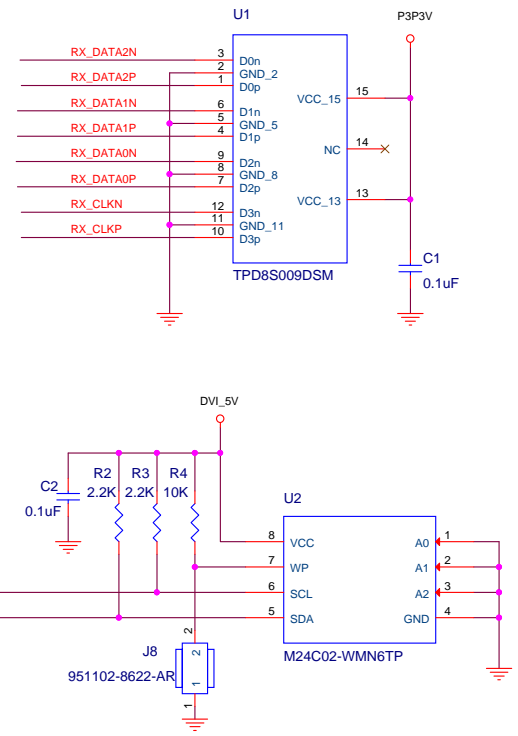 U1
P3P3V
RX_DATA2N 3 D0n
2 GND_2
RX_DATA2P 1 D0p
15 VCC_15
RX_DATA1N 6 D1n
5 GND_5
RX_DATA1P 4 D1p
14 NC
RX_DATA0N 9 D2n
8 GND_8
RX_DATA0P 7 D2p
13 VCC_13
RX_CLKN 12 D3n
11 GND_11
RX_CLKP 10 D3p
C1
TPD8S009DSM
0.1uF
DVI_5V
R2 R3 R4
C2 2.2K 2.2K 10K
U2
0.1uF
8 VCC A0 1
7 WP A1 2
6 SCL A2 3
5 SDA GND 4
2
J8 2
M24C02-WMN6TP
951102-8622-AR
1
1